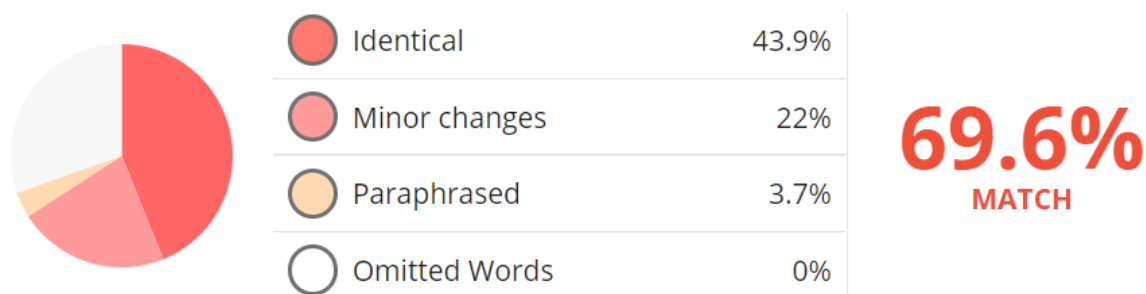 Identical 43.9%
Minor changes 22%
Paraphrased 3.7%
Omitted Words 0%
69.6%
MATCH